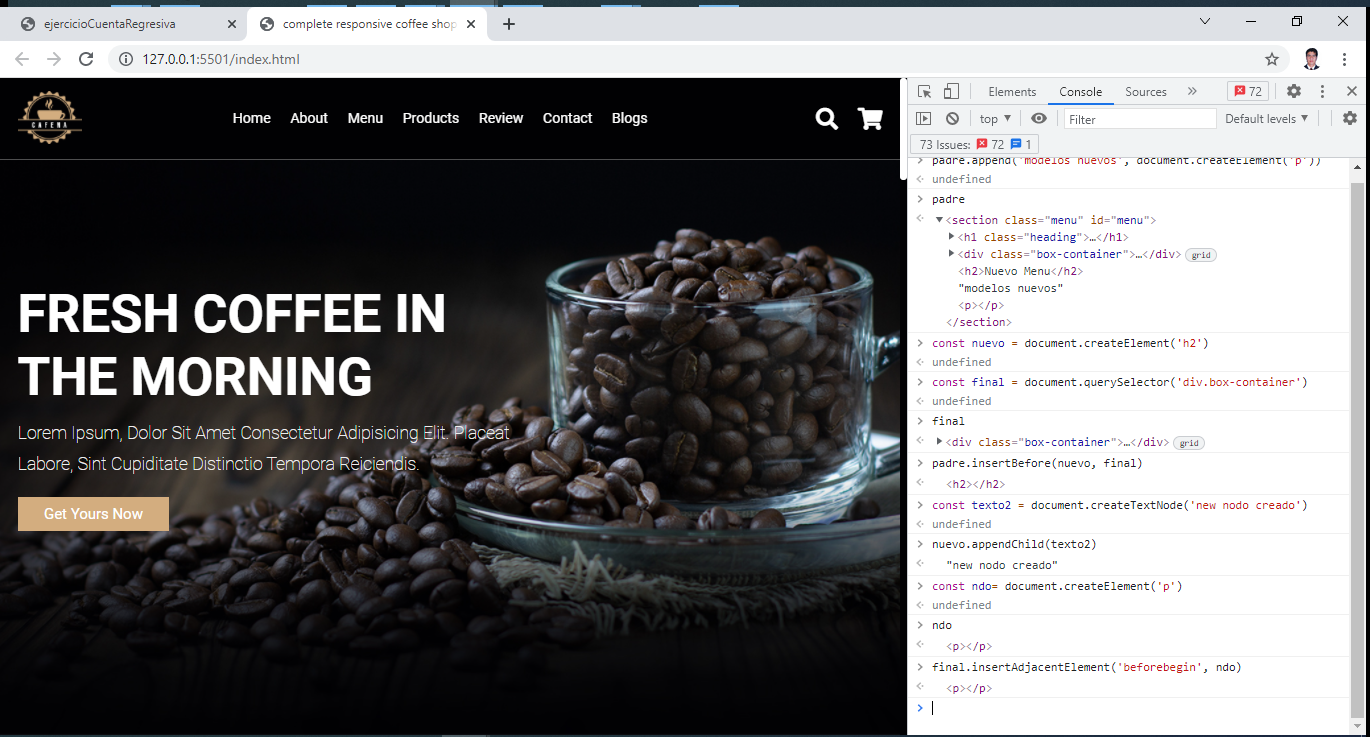 ejercicioCuentaRegresiva
complete responsive coffee shop
127.0.0.1:5501/index.html
CAFENA
Home About Menu Products Review Contact Blogs
FRESH COFFEE IN
THE MORNING
Lorem Ipsum, Dolor Sit Amet Consectetur Adipisicing Elit. Placeat
Labore, Sint Cupiditate Distinctio Tempora Reiciendis.
Get Yours Now
Elements Console Sources » 72
top ▼ Filter Default levels ▼
73 Issues: 72 1
padre.append('modelos nuevos', document.createElement('p'))
undefined
padre
▼<section class="menu" id="menu">
▶<h1 class="heading">…</h1>
▶<div class="box-container">…</div> grid
<h2>Nuevo Menu</h2>
"modelos nuevos"
<p></p>
</section>
const nuevo = document.createElement('h2')
undefined
const final = document.querySelector('div.box-container')
undefined
final
▶<div class="box-container">…</div> grid
padre.insertBefore(nuevo, final)
<h2></h2>
const texto2 = document.createTextNode('new nodo creado')
undefined
nuevo.appendChild(texto2)
"new nodo creado"
const ndo= document.createElement('p')
undefined
ndo
<p></p>
final.insertAdjacentElement('beforebegin', ndo)
<p></p>